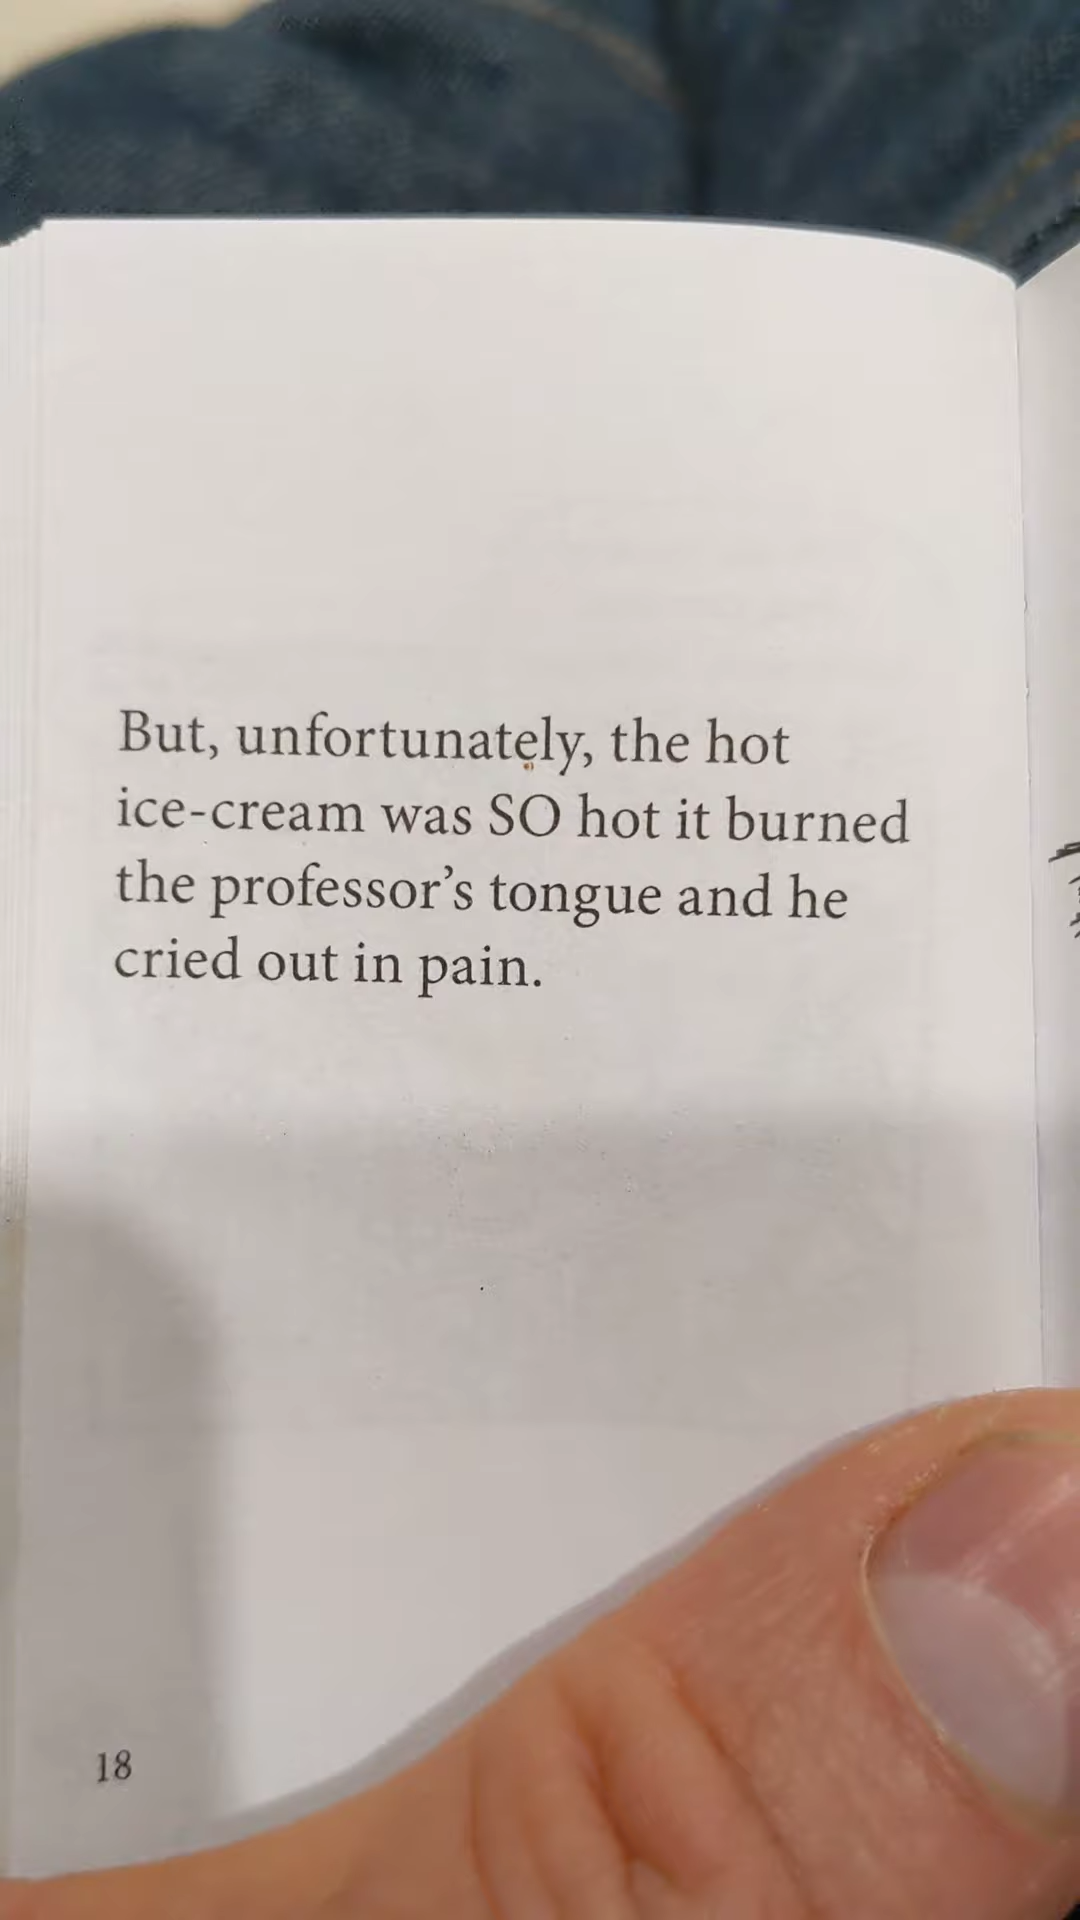 But, unfortunately, the hot
ice-cream was SO hot it burned
the professor's tongue and he
cried out in pain.
18